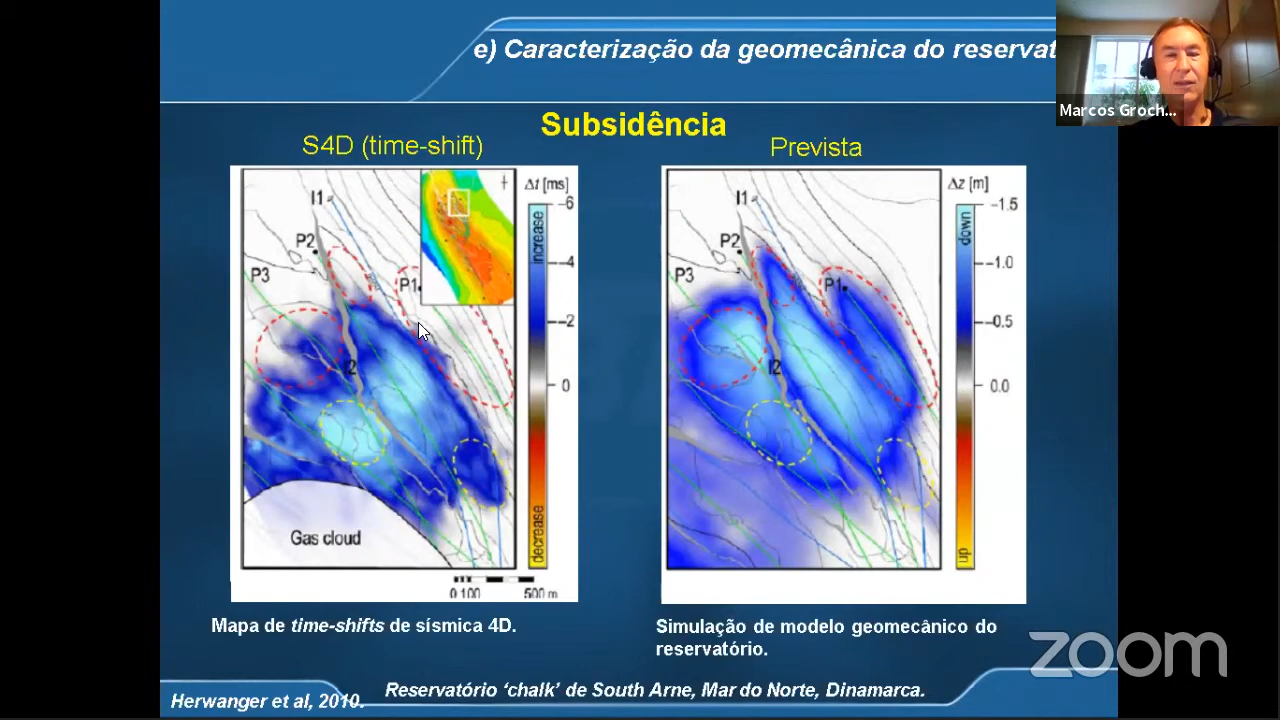 e) Caracterização da geomecânica do reservat
Marcos Groch...
Subsidência
S4D (time-shift)
Prevista
Δt [ms]
I1
P2
P3
P1
I2
Gas cloud
increase
decrease
-6
-4
-2
0
0 100 500 m
Δz [m]
I1
P2
P3
P1
I2
down
up
-1.5
-1.0
-0.5
0.0
Mapa de time-shifts de sísmica 4D.
Simulação de modelo geomecânico do
reservatório.
zoom
Reservatório ‘chalk’ de South Arne, Mar do Norte, Dinamarca.
Herwanger et al, 2010.